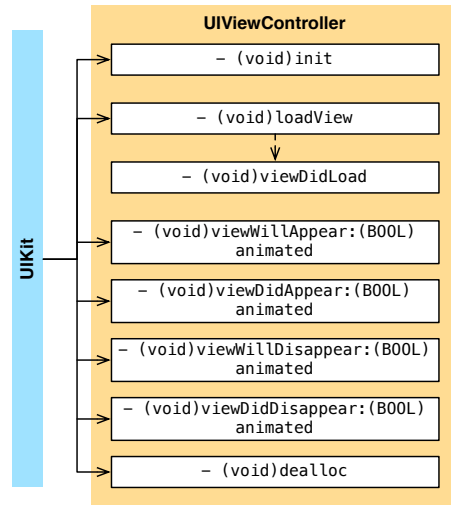 UIViewController
– (void)init
– (void)loadView
– (void)viewDidLoad
– (void)viewWillAppear:(BOOL)
animated
– (void)viewDidAppear:(BOOL)
animated
– (void)viewWillDisappear:(BOOL)
animated
– (void)viewDidDisappear:(BOOL)
animated
– (void)dealloc
UIKit